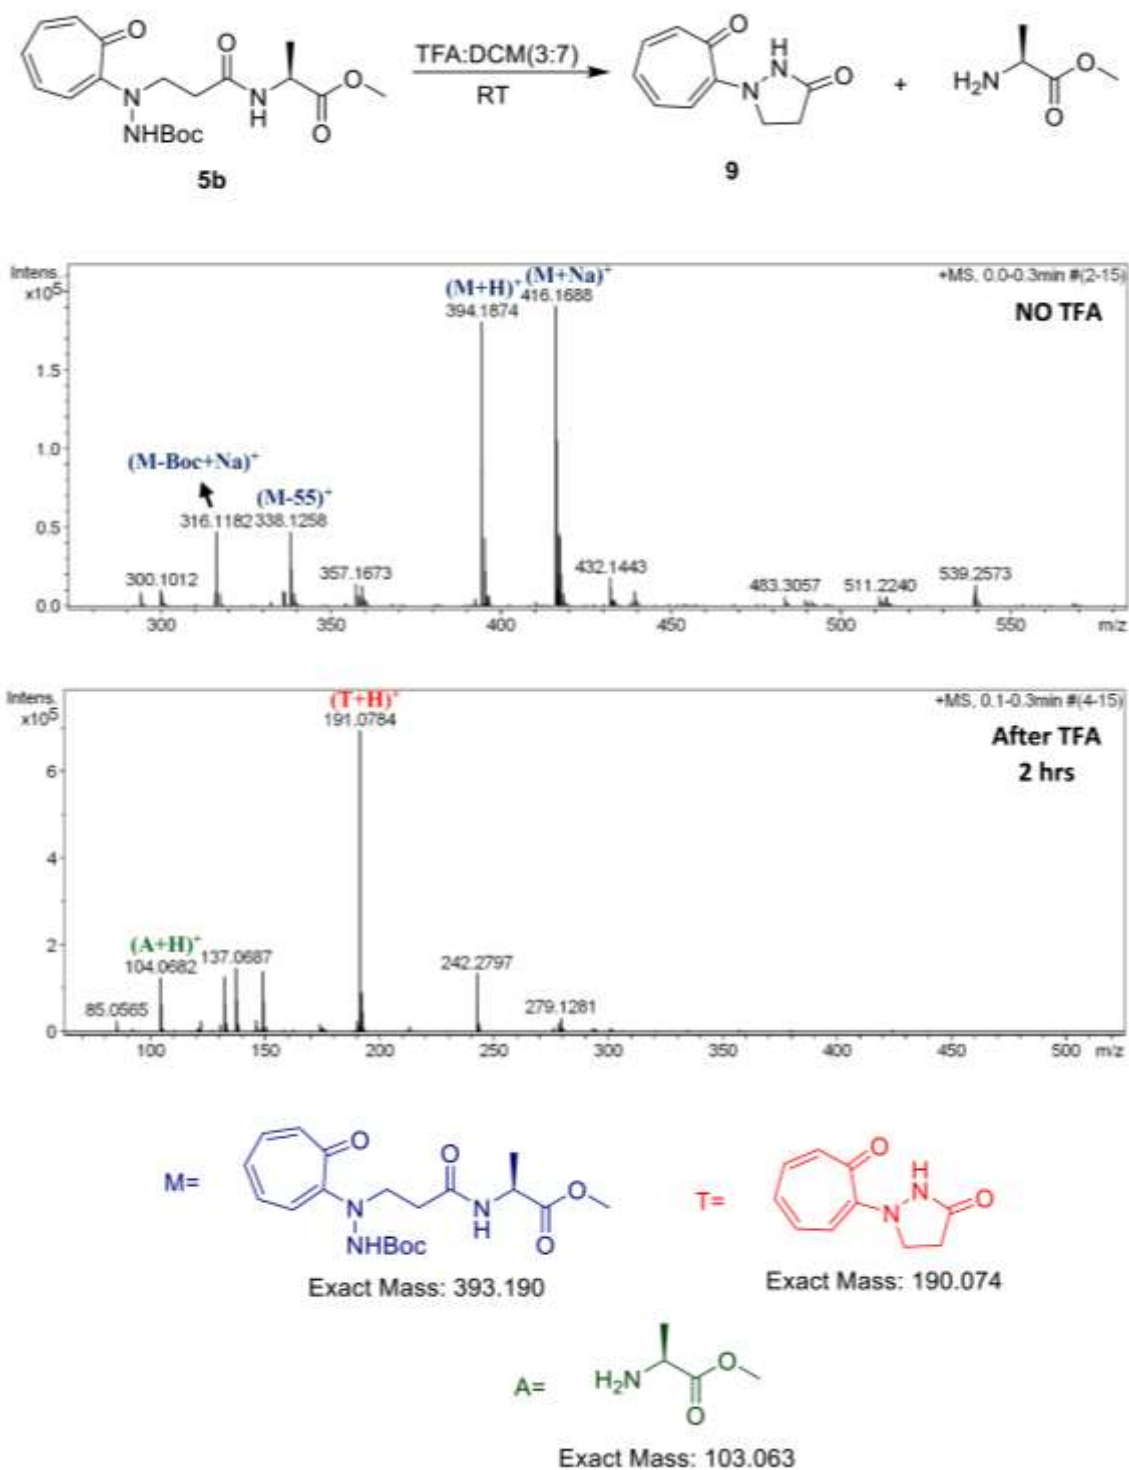 O
O
O
NH
O
N
N
H
O
O
NHBoc
TFA:DCM(3:7)
RT
N
O
+
H₂N
O
O
5b
9
Intens.
x10⁵
+MS, 0.0-0.3min #(2-15)
NO TFA
(M+H)⁺
(M+Na)⁺
394.1874
416.1688
1.5
1.0
(M-Boc+Na)⁺
(M-55)⁺
0.5
316.1182
338.1258
300.1012
357.1673
432.1443
483.3057
511.2240
539.2573
0.0
300
350
400
450
500
550
m/z
Intens.
x10⁵
+MS, 0.1-0.3min #(4-15)
After TFA
2 hrs
(T+H)⁺
191.0784
6
4
2
(A+H)⁺
104.0682
137.0687
85.0565
242.2797
279.1281
0
100
150
200
250
300
350
400
450
500
m/z
M=
O
O
N
N
H
O
O
NHBoc
Exact Mass: 393.190
T=
O
H
N
N
O
Exact Mass: 190.074
A=
H₂N
O
O
Exact Mass: 103.063